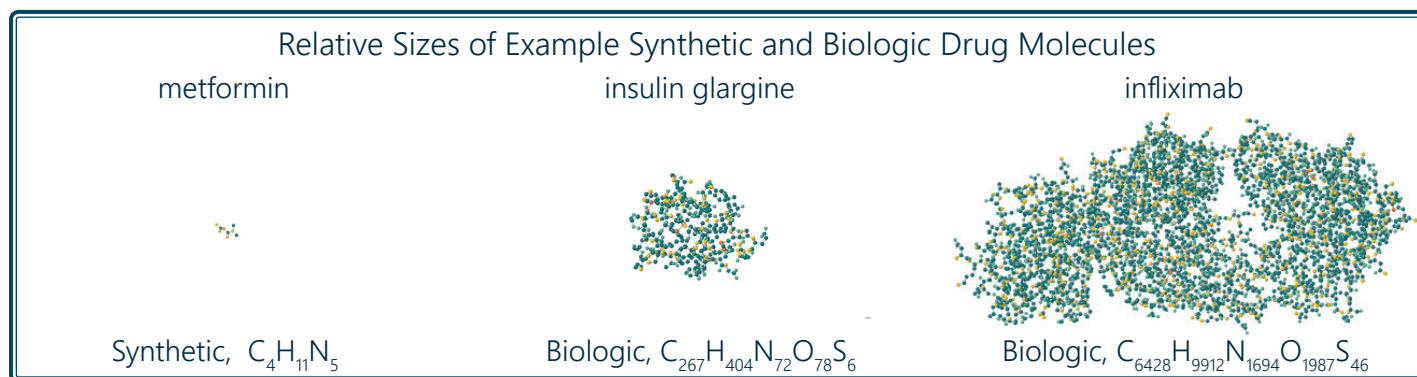 Relative Sizes of Example Synthetic and Biologic Drug Molecules
metformin
insulin glargine
infliximab
Synthetic, C₄H₁₁N₅
Biologic, C₂₆₇H₄₀₄N₇₂O₇₈S₆
Biologic, C₆₄₂₈H₉₉₁₂N₁₆₉₄O₁₉₈₇S₄₆